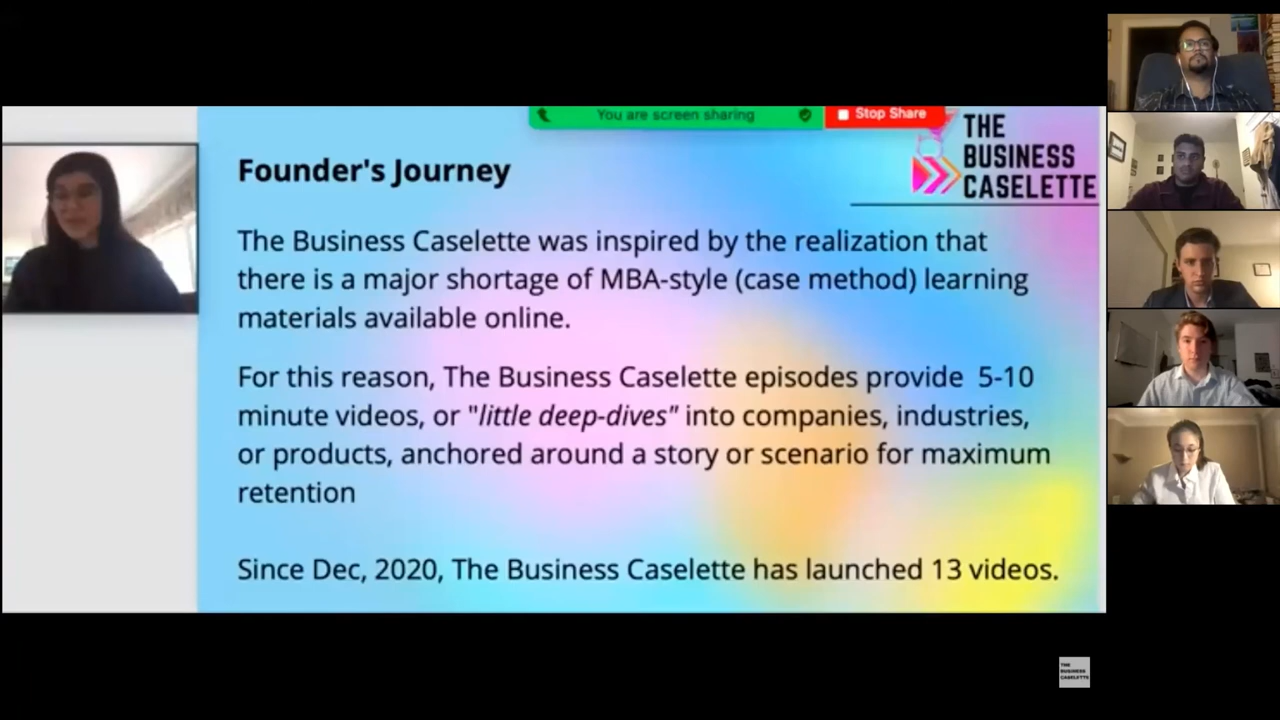 You are screen sharing
Stop Share
THE
BUSINESS
CASELETTE
Founder's Journey
The Business Caselette was inspired by the realization that
there is a major shortage of MBA-style (case method) learning
materials available online.
For this reason, The Business Caselette episodes provide 5-10
minute videos, or "little deep-dives" into companies, industries,
or products, anchored around a story or scenario for maximum
retention
Since Dec, 2020, The Business Caselette has launched 13 videos.
THE
BUSINESS
CASELETTE